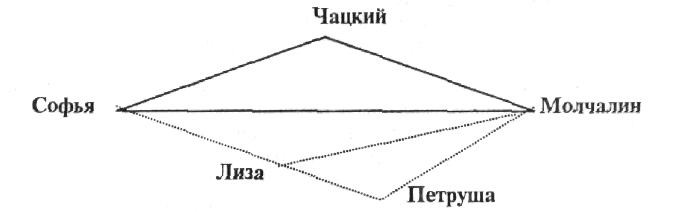 Чацкий
Софья
Молчалин
Лиза
Петруша